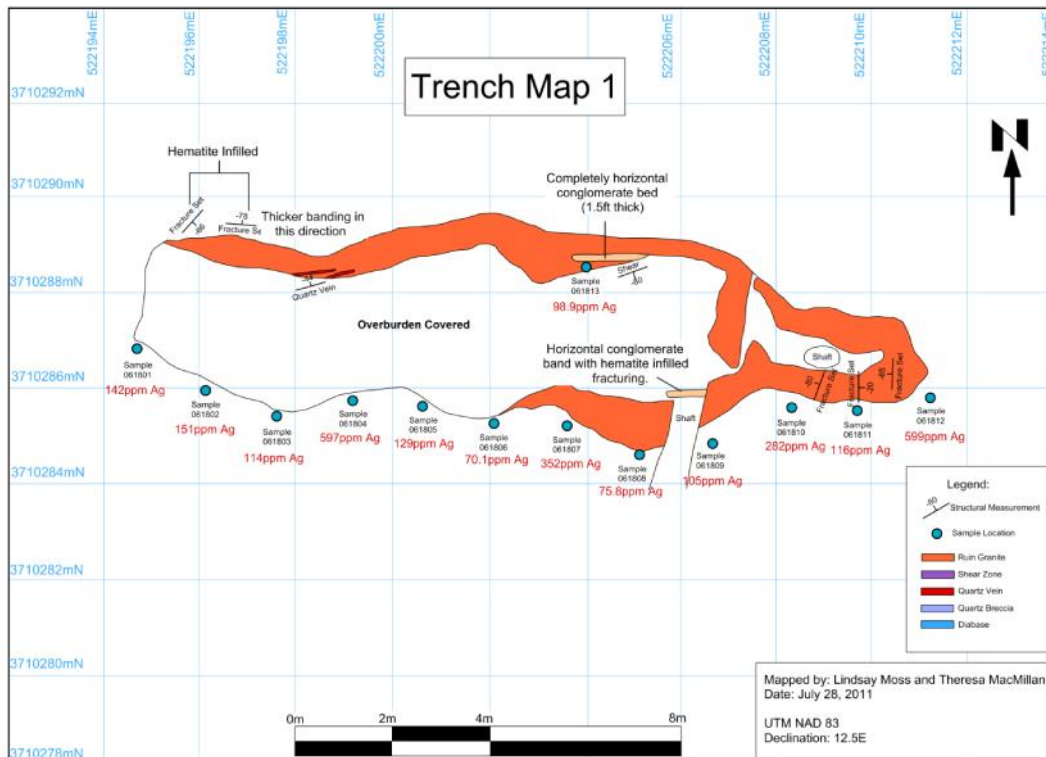 522194mE
522196mE
522198mE
522200mE
522206mE
522208mE
522210mE
522212mE
3710292mN
3710290mN
3710288mN
3710286mN
3710284mN
3710282mN
3710280mN
3710278mN
Trench Map 1
N
Hematite Infilled
Fracture Set
-86
-78
Fracture Set
Thicker banding in
this direction
Quartz Vein
Completely horizontal
conglomerate bed
(1.5ft thick)
Shear
-80
Sample
061813
98.9ppm Ag
Overburden Covered
Horizontal conglomerate
band with hematite infilled
fracturing.
Shaft
Shaft
-80
Fracture Set
Fracture Set
-20
-65
Fracture Set
Sample
061801
142ppm Ag
Sample
061802
151ppm Ag
Sample
061803
114ppm Ag
Sample
061804
597ppm Ag
Sample
061805
129ppm Ag
Sample
061806
70.1ppm Ag
Sample
061807
352ppm Ag
Sample
061808
75.8ppm Ag
Sample
061809
105ppm Ag
Sample
061810
282ppm Ag
Sample
061811
116ppm Ag
Sample
061812
599ppm Ag
Legend:
-80
Structural Measurement
Sample Location
Ruin Granite
Shear Zone
Quartz Vein
Quartz Breccia
Diabase
0m
2m
4m
8m
Mapped by: Lindsay Moss and Theresa MacMillan
Date: July 28, 2011
UTM NAD 83
Declination: 12.5E